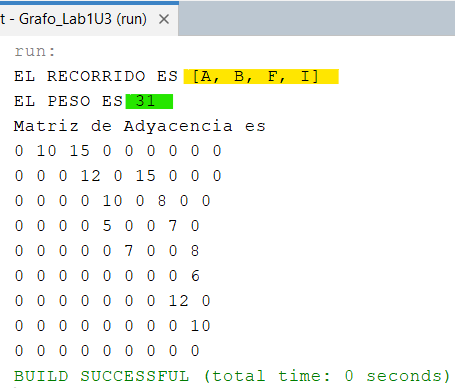 t - Grafo_Lab1U3 (run) ×
run:
EL RECORRIDO ES [A, B, F, I]
EL PESO ES 31
Matriz de Adyacencia es
0 10 15 0 0 0 0 0 0
0 0 0 12 0 15 0 0 0
0 0 0 0 10 0 8 0 0
0 0 0 0 5 0 0 7 0
0 0 0 0 0 7 0 0 8
0 0 0 0 0 0 0 0 6
0 0 0 0 0 0 0 12 0
0 0 0 0 0 0 0 0 10
0 0 0 0 0 0 0 0 0
BUILD SUCCESSFUL (total time: 0 seconds)